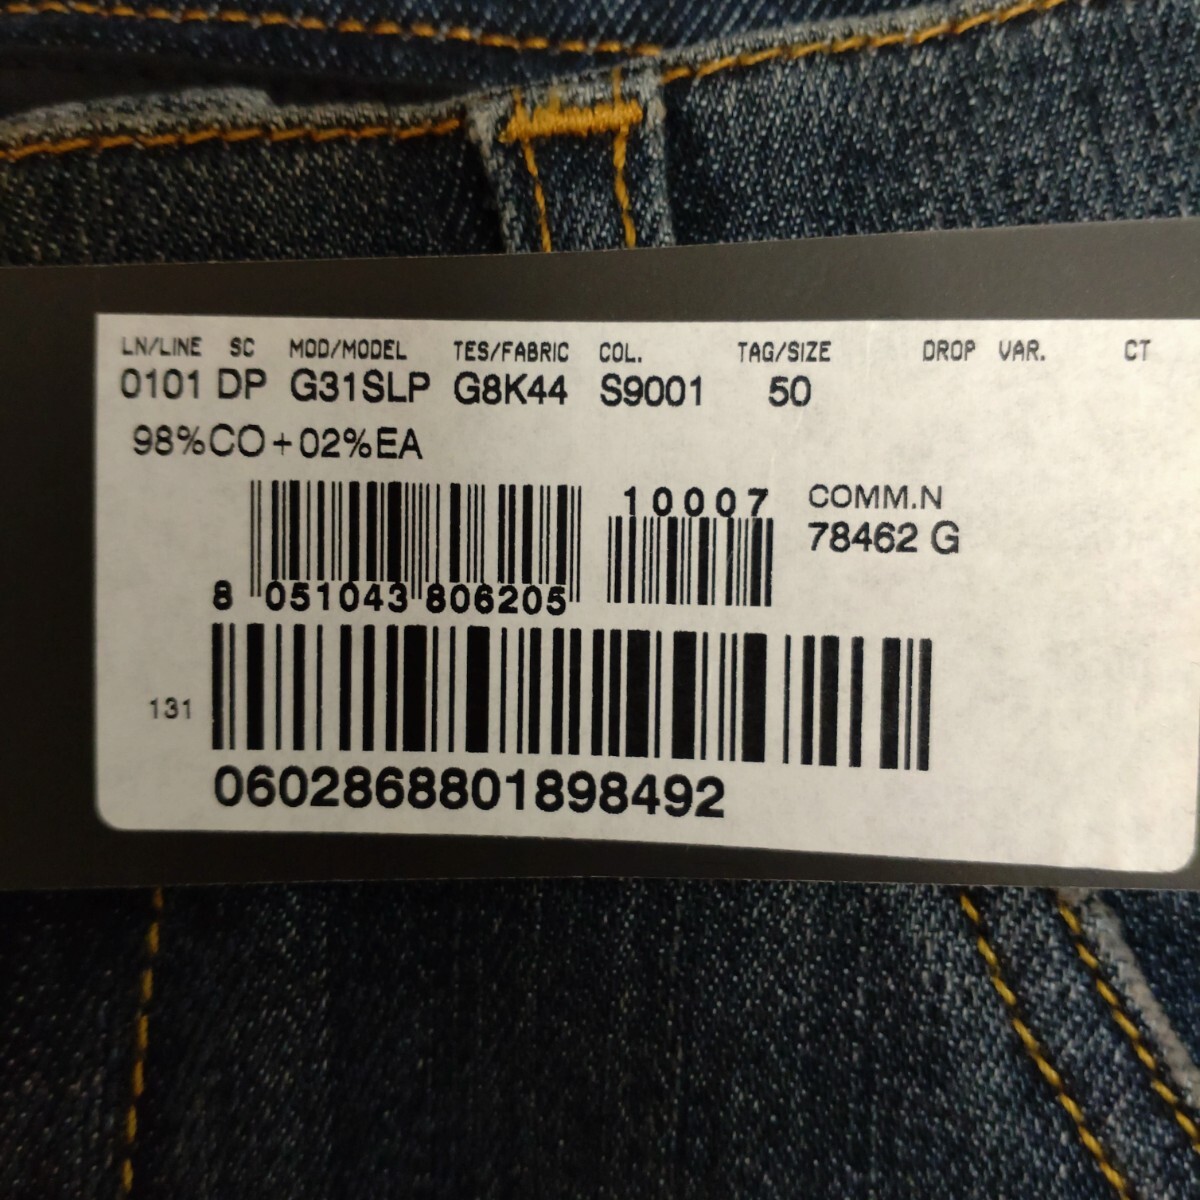 LN/LINE SC MOD/MODEL TES/FABRIC COL. TAG/SIZE DROP VAR. CT
0101 DP G31SLP G8K44 S9001 50
98%CO+02%EA
10007
8 051043 806205
COMM.N
78462 G
131
0602868801898492